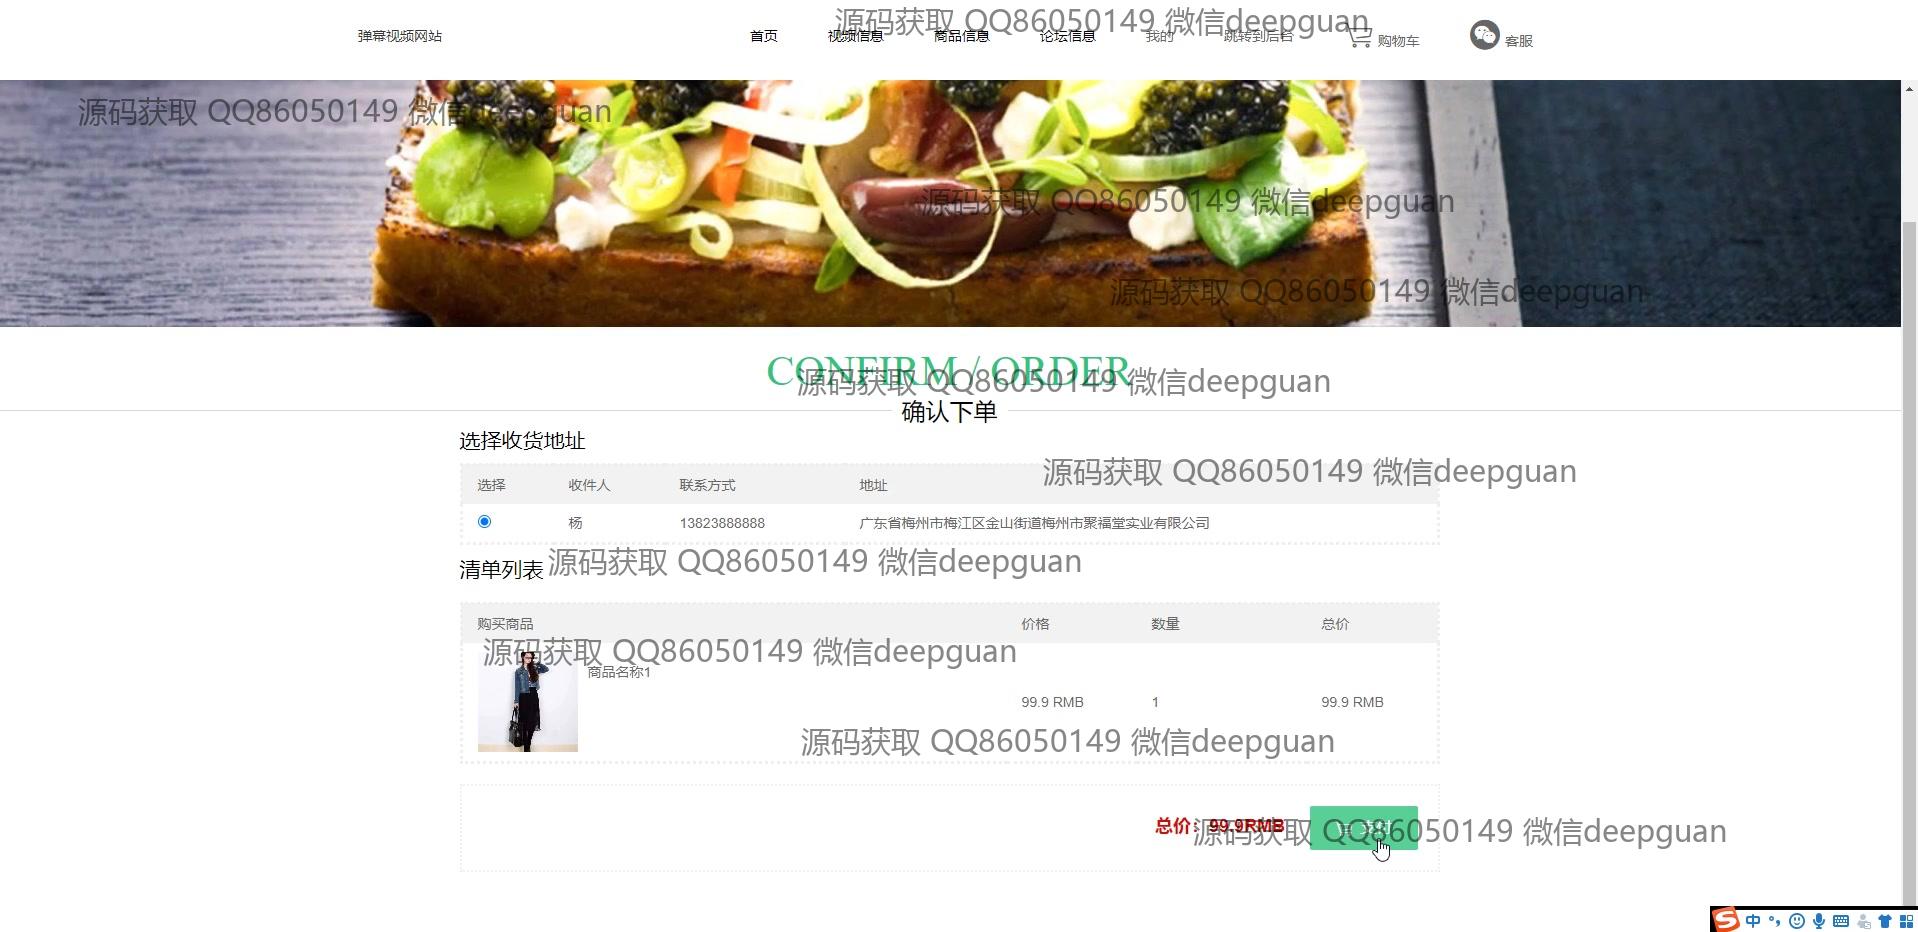 弹幕视频网站
首页 视频信息 商品信息 论坛信息 我的 跳转到后台 购物车 客服
源码获取 QQ86050149 微信deepguan
源码获取 QQ86050149 微信deepguan
源码获取 QQ86050149 微信deepguan
源码获取 QQ86050149 微信deepguan
CONFIRM / ORDER
源码获取 QQ86050149 微信deepguan
确认下单
选择收货地址
源码获取 QQ86050149 微信deepguan
选择 收件人 联系方式 地址
杨 13823888888 广东省梅州市梅江区金山街道梅州市聚福堂实业有限公司
清单列表
源码获取 QQ86050149 微信deepguan
购买商品 价格 数量 总价
源码获取 QQ86050149 微信deepguan
商品名称1
99.9 RMB 1 99.9 RMB
源码获取 QQ86050149 微信deepguan
总价：99.9RMB 支付
源码获取 QQ86050149 微信deepguan
中